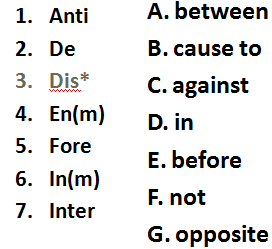 1. Anti
2. De
3. Dis*
4. En(m)
5. Fore
6. In(m)
7. Inter
A. between
B. cause to
C. against
D. in
E. before
F. not
G. opposite